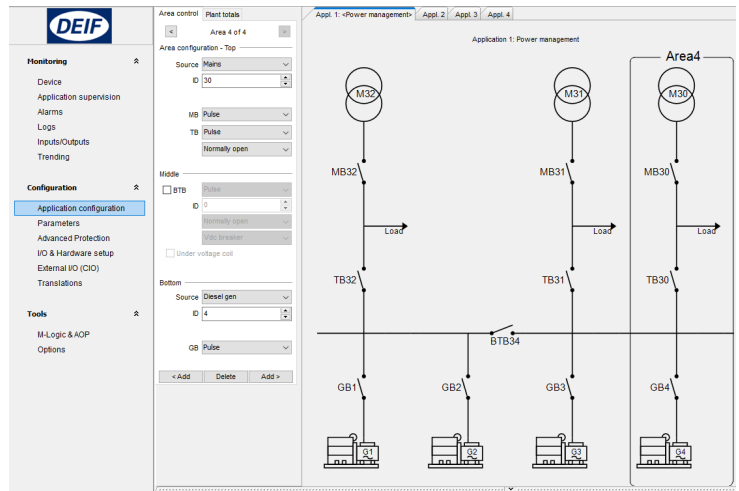 DEIF
Monitoring
Device
Application supervision
Alarms
Logs
Inputs/Outputs
Trending
Configuration
Application configuration
Parameters
Advanced Protection
I/O & Hardware setup
External I/O (CIO)
Translations
Tools
M-Logic & AOP
Options
Area control Plant totals
< Area 4 of 4 >
Area configuration - Top
Source Mains
ID 30
MB Pulse
TB Pulse
Normally open
Middle
BTB Pulse
ID 0
Normally open
Vdc breaker
Under voltage coil
Bottom
Source Diesel gen
ID 4
GB Pulse
< Add Delete Add >
Appl. 1: <Power management> Appl. 2 Appl. 3 Appl. 4
Application 1: Power management
Area4
M32 M31 M30
MB32 MB31 MB30
Load Load Load
TB32 TB31 TB30
BTB34
GB1 GB2 GB3 GB4
G1 G2 G3 G4